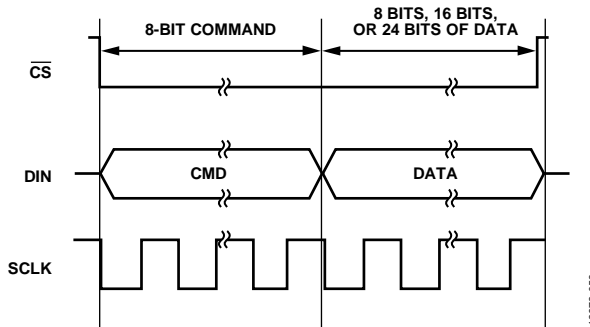 8-BIT COMMAND
8 BITS, 16 BITS,
OR 24 BITS OF DATA
CS
DIN
CMD
DATA
SCLK